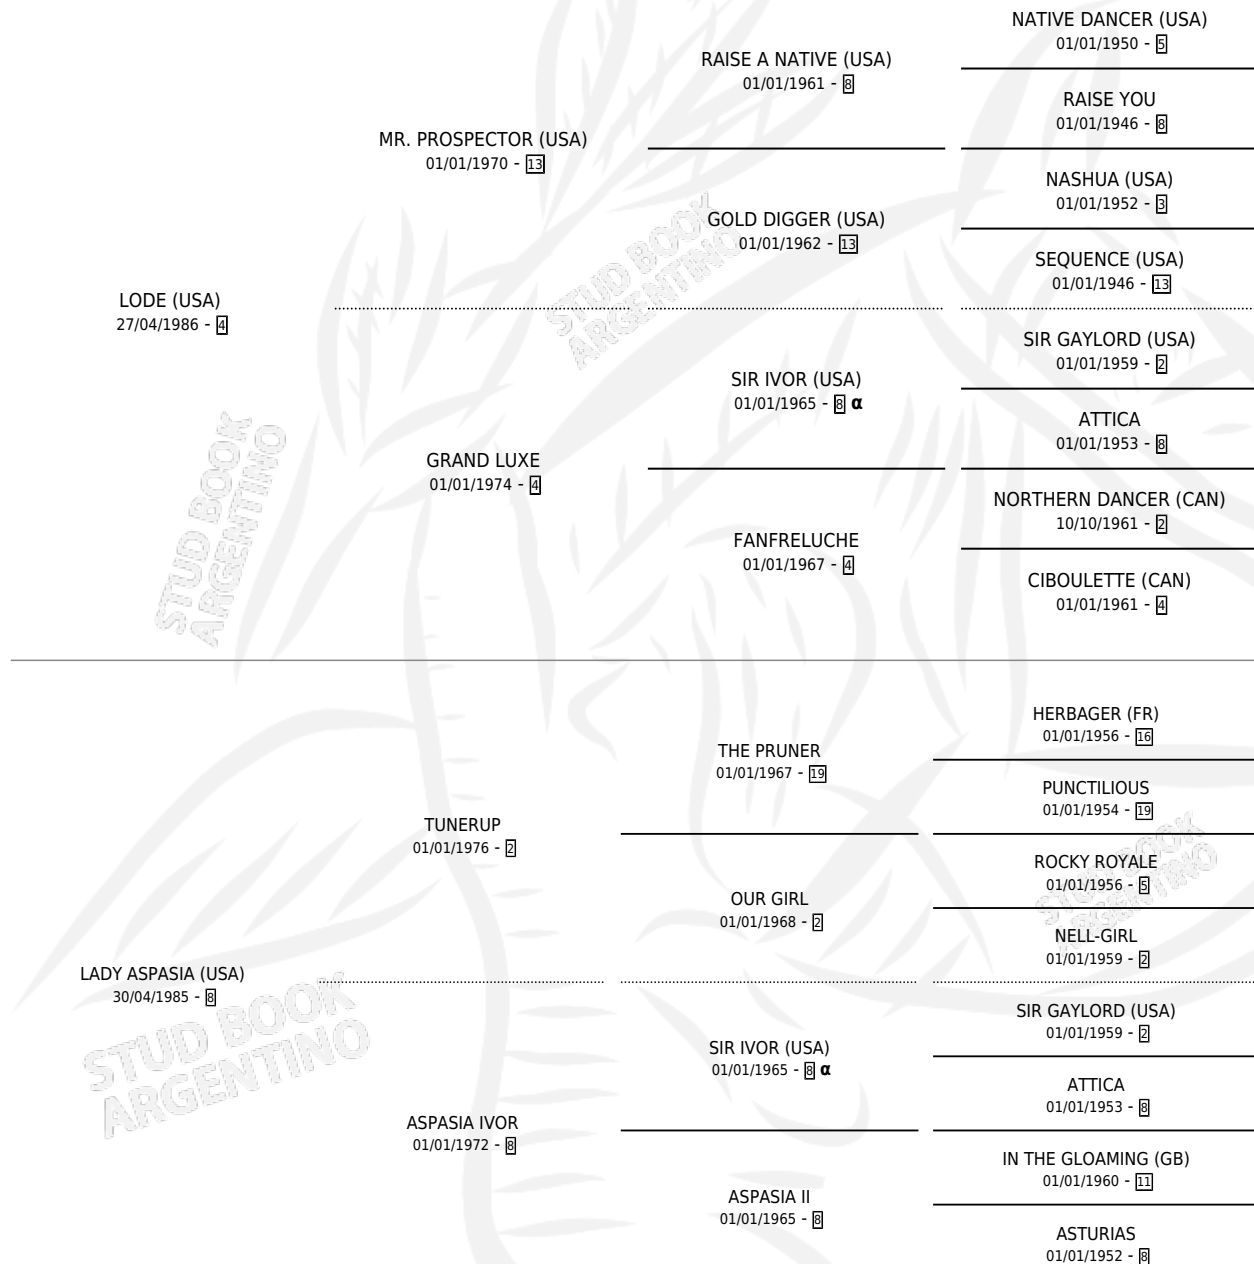 NATIVE DANCER (USA)
01/01/1950 - 5
RAISE A NATIVE (USA)
01/01/1961 - 8
RAISE YOU
01/01/1946 - 8
MR. PROSPECTOR (USA)
01/01/1970 - 13
NASHUA (USA)
01/01/1952 - 3
GOLD DIGGER (USA)
01/01/1962 - 13
SEQUENCE (USA)
01/01/1946 - 13
LODE (USA)
27/04/1986 - 4
SIR GAYLORD (USA)
01/01/1959 - 2
SIR IVOR (USA)
01/01/1965 - 8 α
ATTICA
01/01/1953 - 8
GRAND LUXE
01/01/1974 - 4
NORTHERN DANCER (CAN)
10/10/1961 - 2
FANFRELUCHE
01/01/1967 - 4
CIBOULETTE (CAN)
01/01/1961 - 4
HERBAGER (FR)
01/01/1956 - 16
THE PRUNER
01/01/1967 - 19
PUNCTILIOUS
01/01/1954 - 19
TUNERUP
01/01/1976 - 2
ROCKY ROYALE
01/01/1956 - 5
OUR GIRL
01/01/1968 - 2
NELL-GIRL
01/01/1959 - 2
LADY ASPASIA (USA)
30/04/1985 - 8
SIR GAYLORD (USA)
01/01/1959 - 2
SIR IVOR (USA)
01/01/1965 - 8 α
ATTICA
01/01/1953 - 8
ASPASIA IVOR
01/01/1972 - 8
IN THE GLOAMING (GB)
01/01/1960 - 11
ASPASIA II
01/01/1965 - 8
ASTURIAS
01/01/1952 - 8
STUD BOOK
ARGENTINO
STUD BOOK
ARGENTINO
STUD BOOK
ARGENTINO
STUD BOOK
ARGENTINO